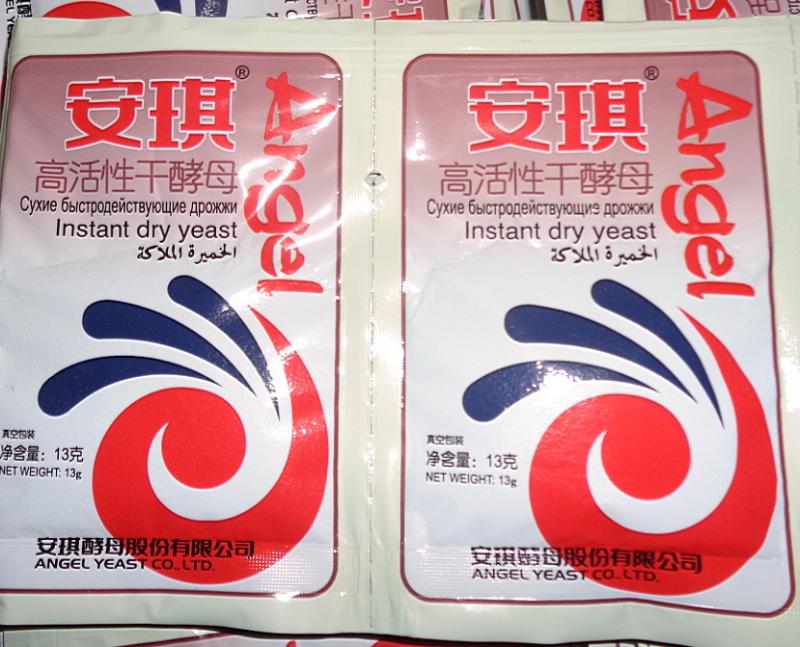 安琪®
Angel
高活性干酵母
Сухие быстродействующие дрожжи
Instant dry yeast
الخميرة الملاكة
真空包装
净含量：13克
NET WEIGHT: 13g
安琪酵母股份有限公司
ANGEL YEAST CO.,LTD.
安琪®
Angel
高活性干酵母
Сухие быстродействующие дрожжи
Instant dry yeast
الخميرة الملاكة
真空包装
净含量：13克
NET WEIGHT: 13g
安琪酵母股份有限公司
ANGEL YEAST CO.,LTD.